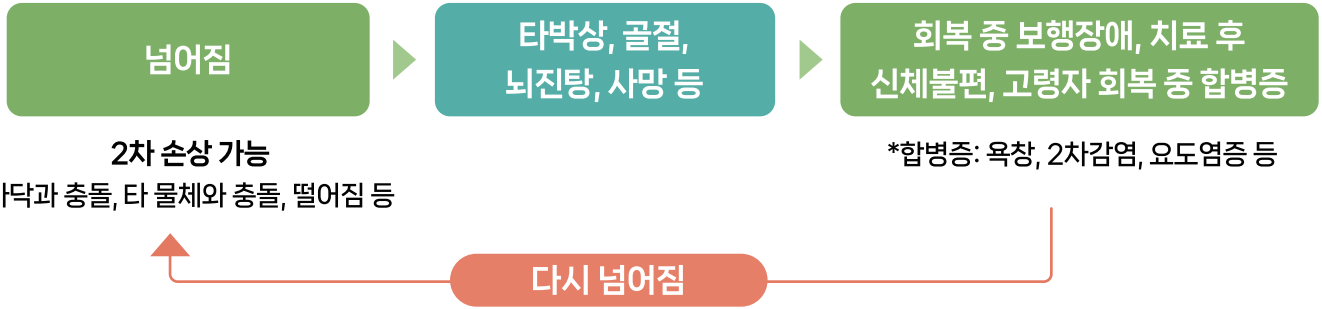 넘어짐
타박상, 골절,
뇌진탕, 사망 등
회복 중 보행장애, 치료 후
신체불편, 고령자 회복 중 합병증
2차 손상 가능
닥과 충돌, 타 물체와 충돌, 떨어짐 등
*합병증: 욕창, 2차감염, 요도염증 등
다시 넘어짐